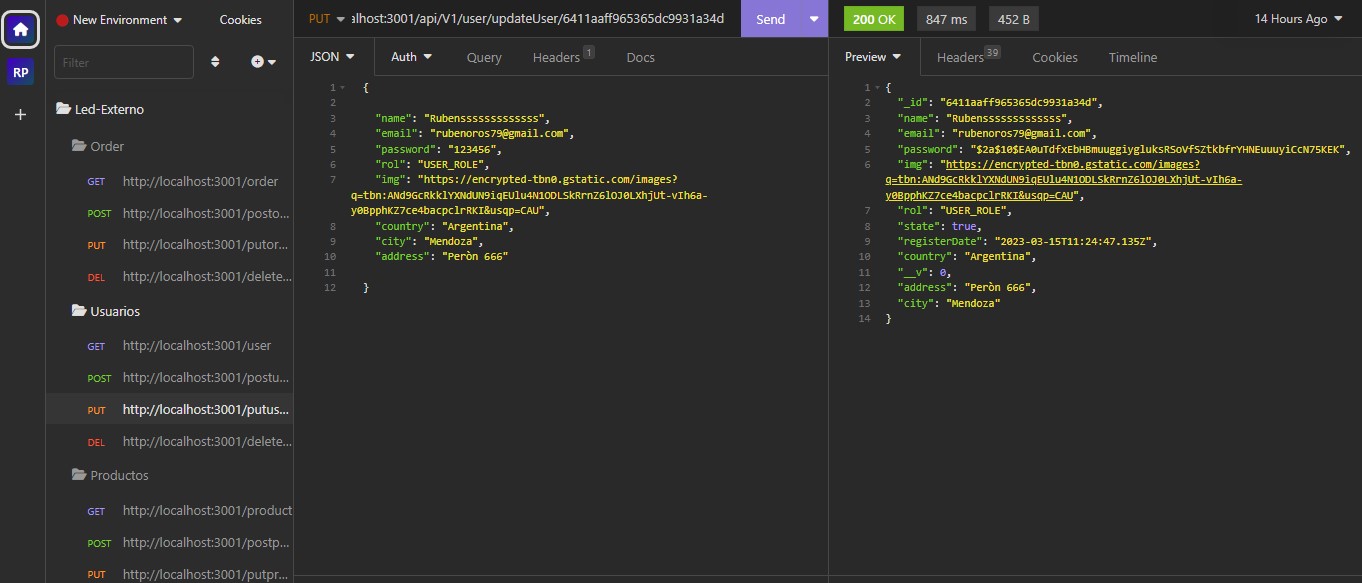 New Environment
Cookies
PUT
alhost:3001/api/V1/user/updateUser/6411aaff965365dc9931a34d
Send
200 OK
847 ms
452 B
14 Hours Ago
RP
Filter
JSON
Auth
Query
Headers 1
Docs
Preview
Headers 39
Cookies
Timeline
Led-Externo
Order
GET http://localhost:3001/order
POST http://localhost:3001/posto...
PUT http://localhost:3001/putor...
DEL http://localhost:3001/delete...
Usuarios
GET http://localhost:3001/user
POST http://localhost:3001/postu...
PUT http://localhost:3001/putus...
DEL http://localhost:3001/delete...
Productos
GET http://localhost:3001/product
POST http://localhost:3001/postp...
PUT http://localhost:3001/putpr...
1 {
2
3 "name": "Rubensssssssssssss",
4 "email": "rubenoros79@gmail.com",
5 "password": "123456",
6 "rol": "USER_ROLE",
7 "img": "https://encrypted-tbn0.gstatic.com/images?
q=tbn:ANd9GcRkklYXNdUN9iqEUlu4N1ODLSkRrnZ6lOJ0LXhjUt-vIh6a-
y0BpphKZ7ce4bacpclrRKI&usqp=CAU",
8 "country": "Argentina",
9 "city": "Mendoza",
10 "address": "Peròn 666"
11
12 }
1 {
2 "_id": "6411aaff965365dc9931a34d",
3 "name": "Rubensssssssssssss",
4 "email": "rubenoros79@gmail.com",
5 "password": "$2a$10$EA0uTdfxEbHBmuuggiygluksRSoVfSZtkbfrYHNEuuuyiCcN75KEK",
6 "img": "https://encrypted-tbn0.gstatic.com/images?
q=tbn:ANd9GcRkklYXNdUN9iqEUlu4N1ODLSkRrnZ6lOJ0LXhjUt-vIh6a-
y0BpphKZ7ce4bacpclrRKI&usqp=CAU",
7 "rol": "USER_ROLE",
8 "state": true,
9 "registerDate": "2023-03-15T11:24:47.135Z",
10 "country": "Argentina",
11 "__v": 0,
12 "address": "Peròn 666",
13 "city": "Mendoza"
14 }